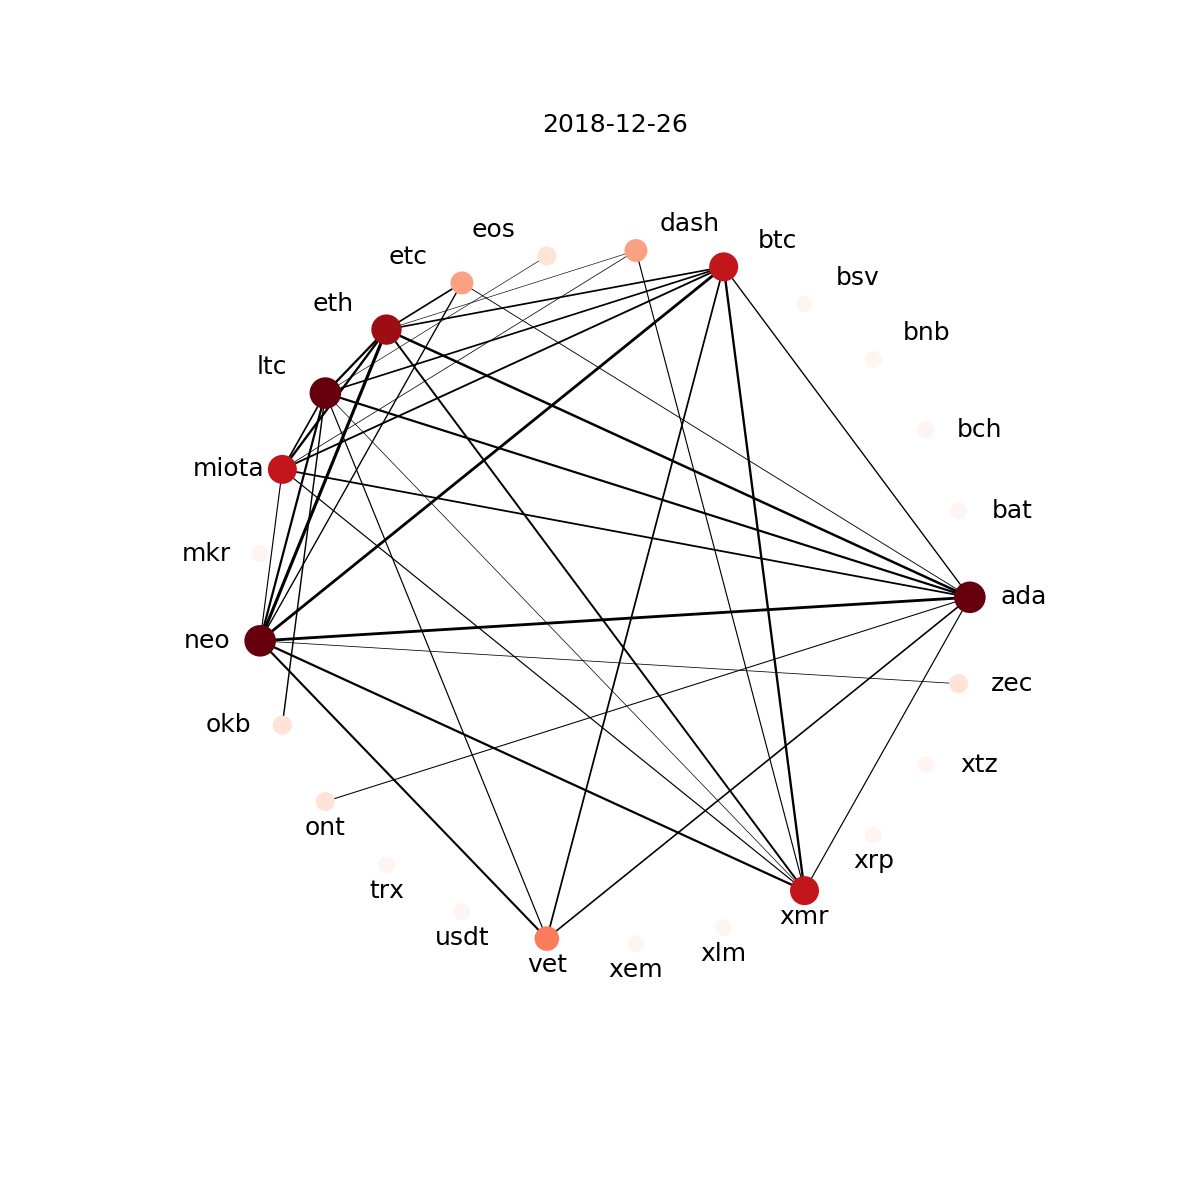 2018-12-26
dash
eos
btc
etc
bsv
eth
bnb
ltc
bch
miota
bat
mkr
ada
neo
zec
okb
xtz
ont
xrp
trx
xmr
usdt
xlm
vet
xem